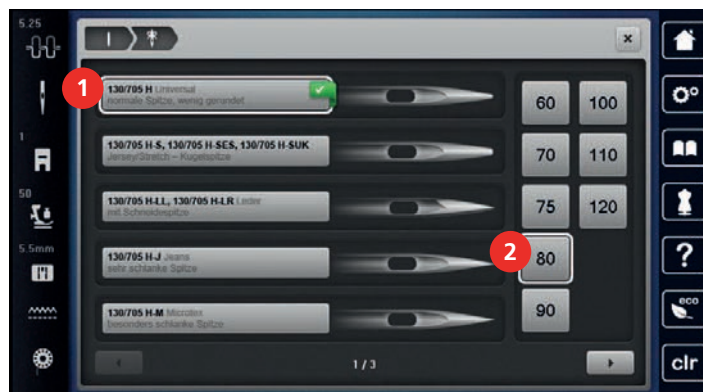 5.25
1
130/705 H Universal
normale Spitze, wenig gerundet
60 100
130/705 H-S, 130/705 H-SES, 130/705 H-SUK
Jersey/Stretch – Kugelspitze
70 110
1
130/705 H-LL, 130/705 H-LR Leder
mit Schneidespitze
75 120
50
2
130/705 H-J Jeans
sehr schlanke Spitze
80
5.5mm
?
130/705 H-M Microtex
besonders schlanke Spitze
90
eco
1 / 3
clr